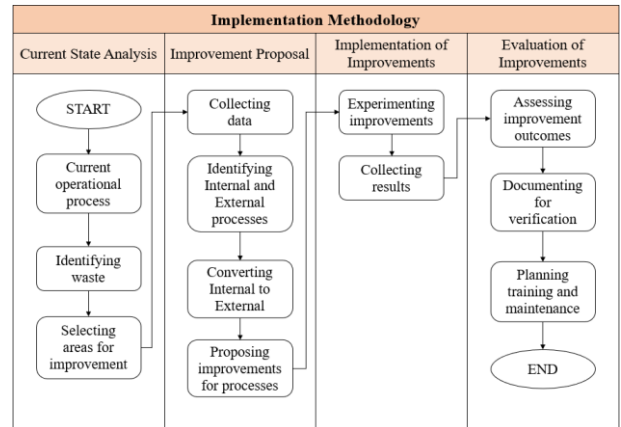 Implementation Methodology
Current State Analysis
Improvement Proposal
Implementation of
Improvements
Evaluation of
Improvements
START
Current
operational
process
Identifying
waste
Selecting
areas for
improvement
Collecting
data
Identifying
Internal and
External
processes
Converting
Internal to
External
Proposing
improvements
for processes
Experimenting
improvements
Collecting
results
Assessing
improvement
outcomes
Documenting
for
verification
Planning
training and
maintenance
END